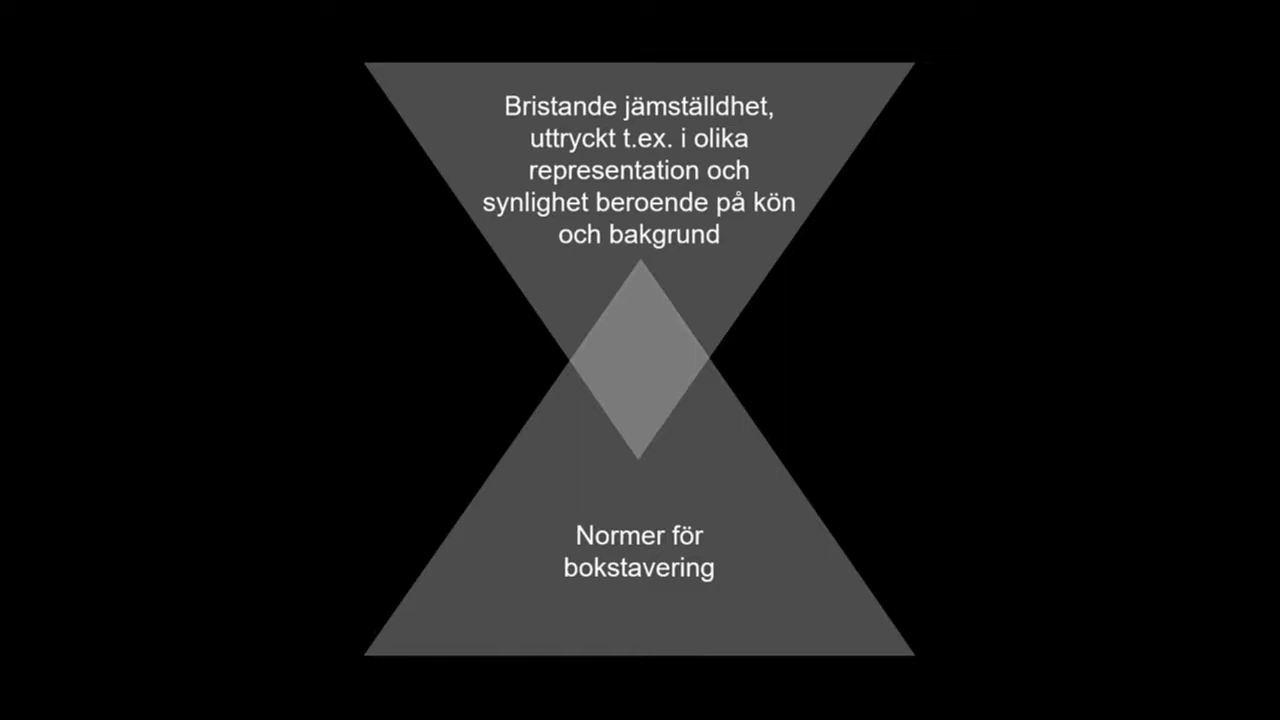 Bristande jämställdhet,
uttryckt t.ex. i olika
representation och
synlighet beroende på kön
och bakgrund
Normer för
bokstavering